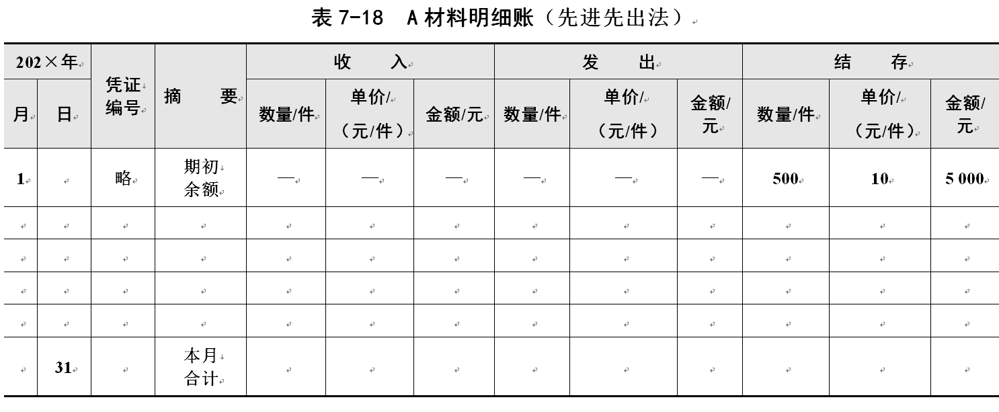 表 7-18 A 材料明细账（先进先出法）
202×年 凭证编号 摘 要 收 入 发 出 结 存
月 日 数量/件 单价/（元/件） 金额/元 数量/件 单价/（元/件） 金额/元 数量/件 单价/（元/件） 金额/元
1 略 期初余额 — — — — — — 500 10 5 000
31 本月合计